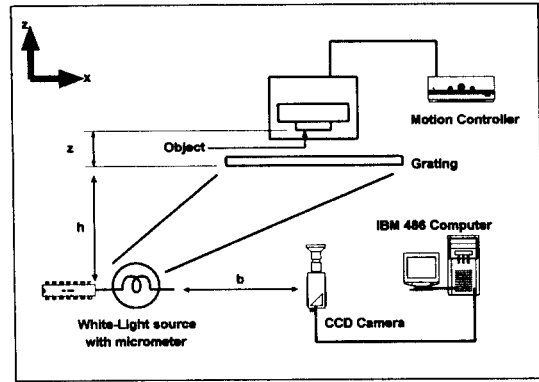 z
x
Motion Controller
z
Object
Grating
h
IBM 486 Computer
b
White-Light source
with micrometer
CCD Camera